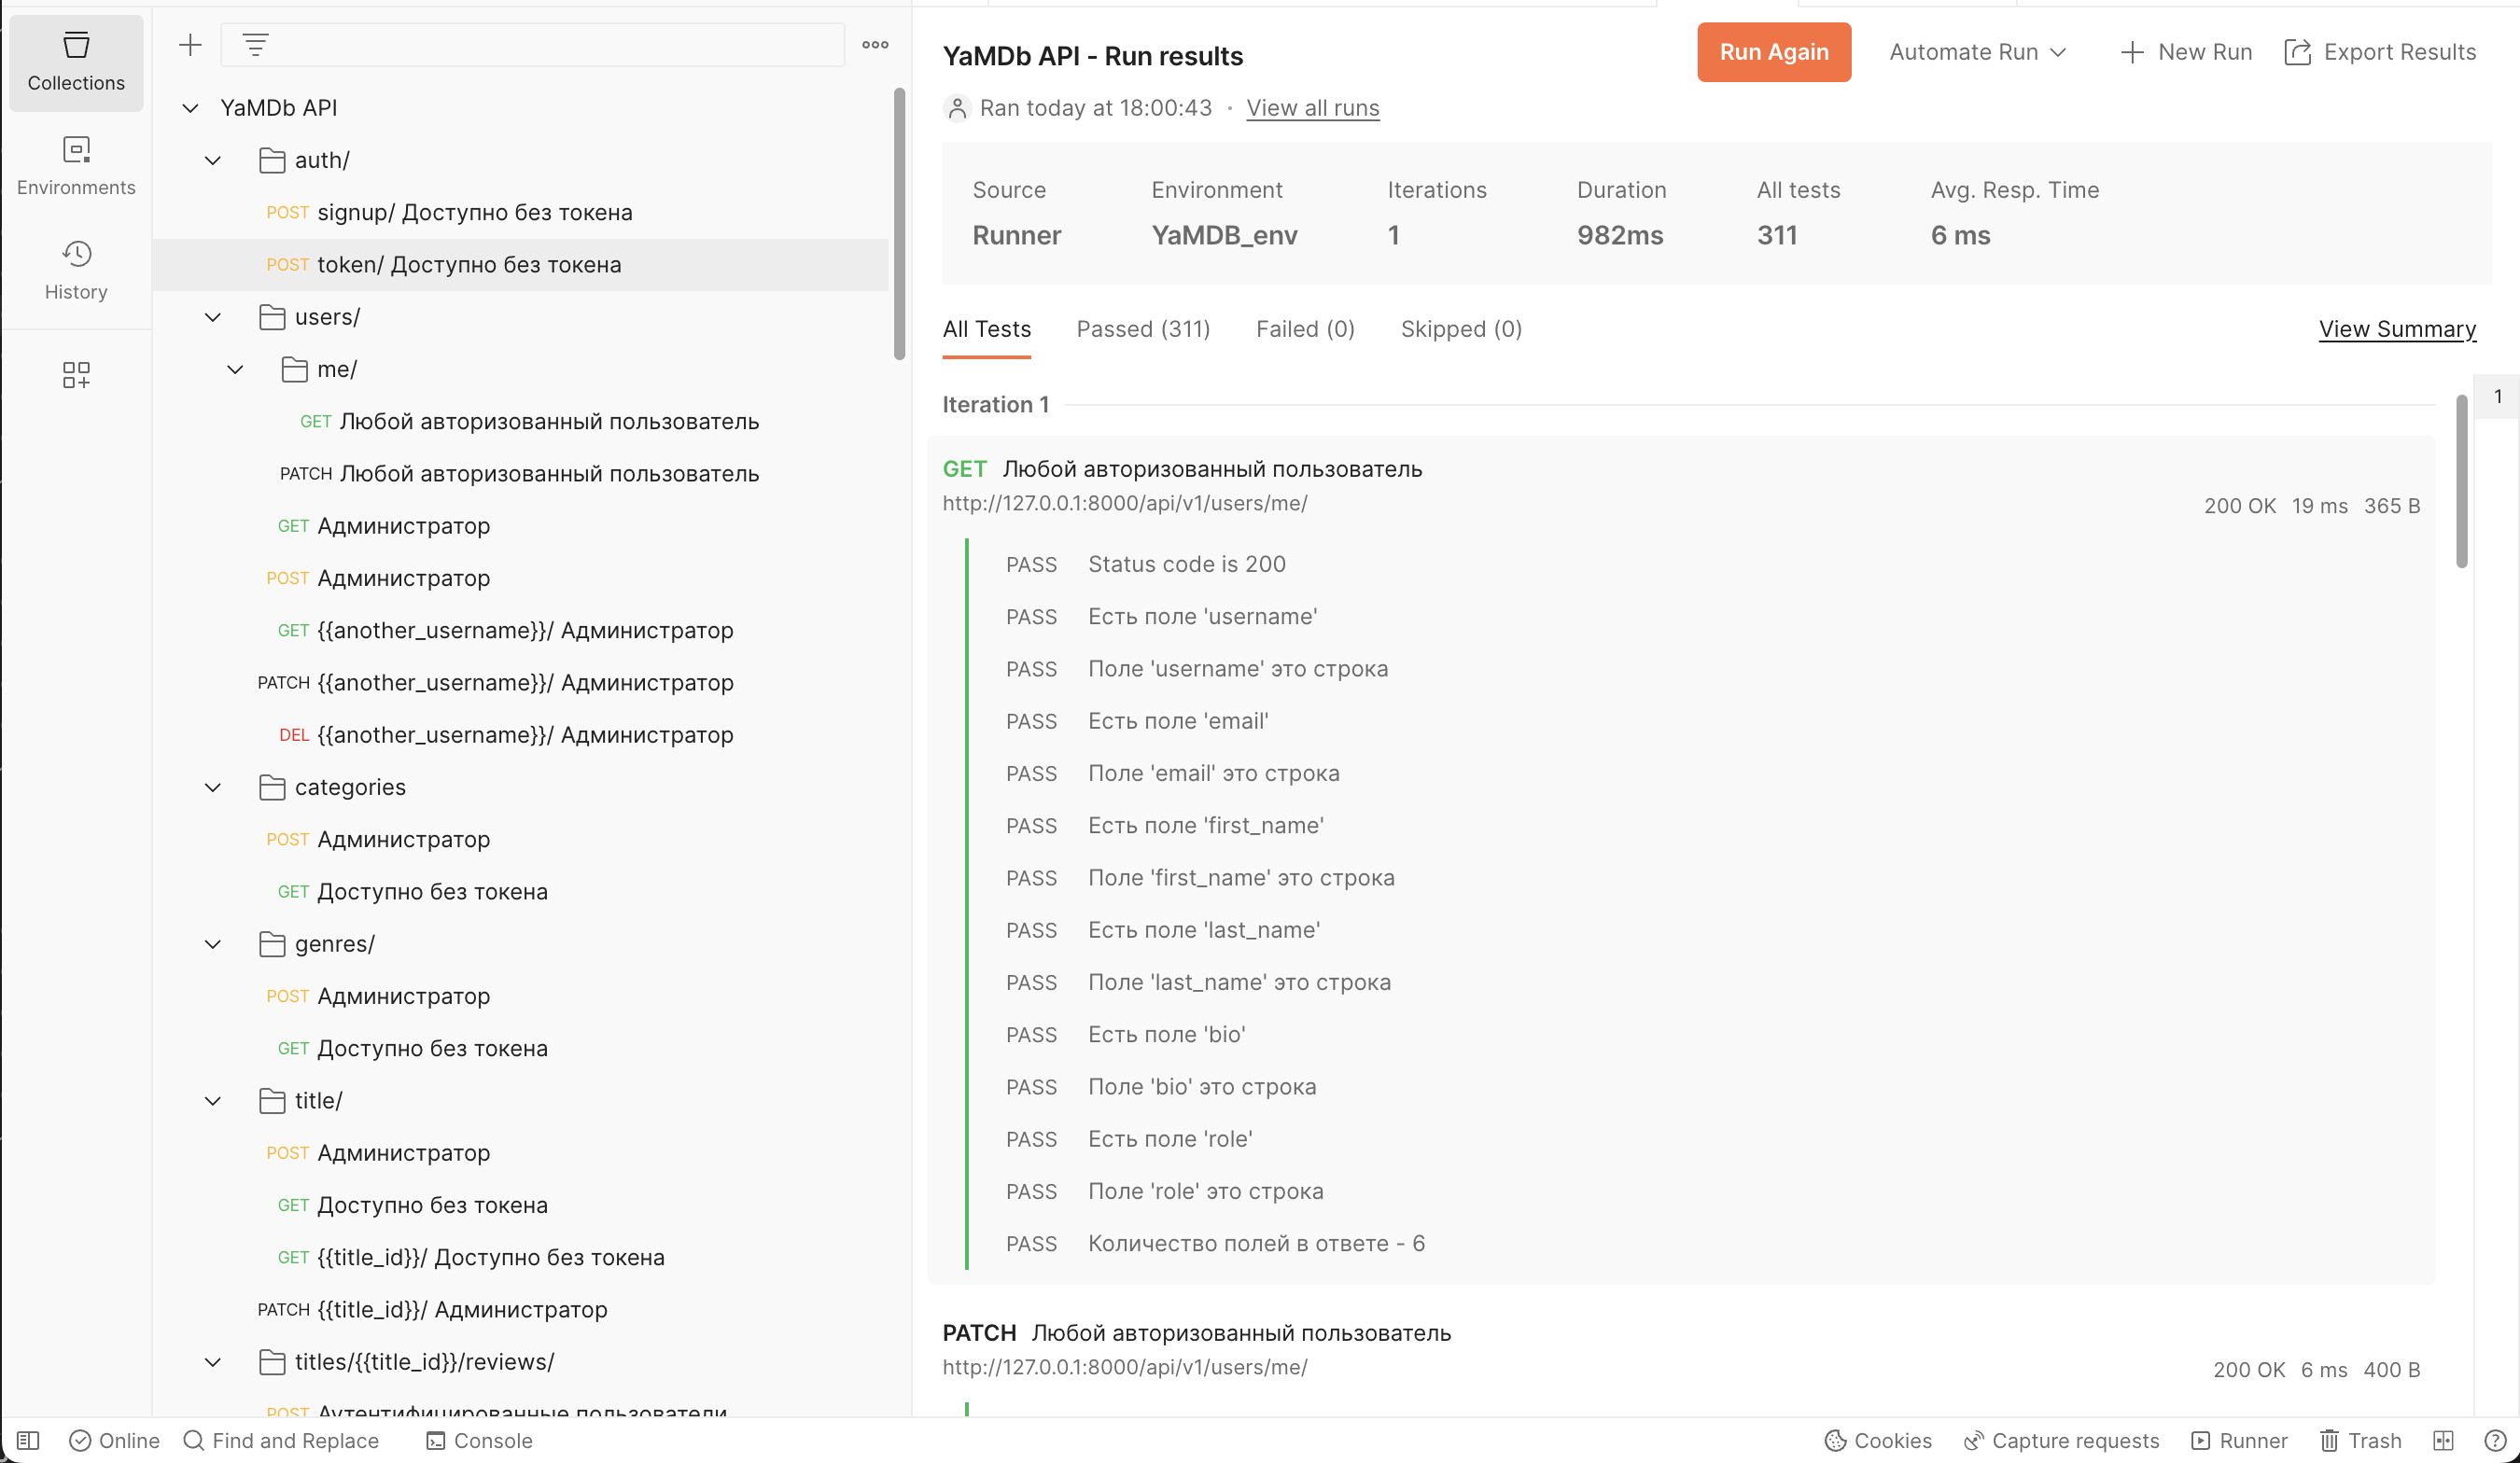 Collections
Environments
History
YaMDb API
auth/
POST signup/ Доступно без токена
POST token/ Доступно без токена
users/
me/
GET Любой авторизованный пользователь
PATCH Любой авторизованный пользователь
GET Администратор
POST Администратор
GET {{another_username}}/ Администратор
PATCH {{another_username}}/ Администратор
DEL {{another_username}}/ Администратор
categories
POST Администратор
GET Доступно без токена
genres/
POST Администратор
GET Доступно без токена
title/
POST Администратор
GET Доступно без токена
GET {{title_id}}/ Доступно без токена
PATCH {{title_id}}/ Администратор
titles/{{title_id}}/reviews/
POST Аутентифицированные пользователи
YaMDb API - Run results
Run Again Automate Run New Run Export Results
Ran today at 18:00:43 · View all runs
Source Environment Iterations Duration All tests Avg. Resp. Time
Runner YaMDB_env 1 982ms 311 6 ms
All Tests Passed (311) Failed (0) Skipped (0) View Summary
Iteration 1
1
GET Любой авторизованный пользователь
http://127.0.0.1:8000/api/v1/users/me/
200 OK 19 ms 365 B
PASS Status code is 200
PASS Есть поле 'username'
PASS Поле 'username' это строка
PASS Есть поле 'email'
PASS Поле 'email' это строка
PASS Есть поле 'first_name'
PASS Поле 'first_name' это строка
PASS Есть поле 'last_name'
PASS Поле 'last_name' это строка
PASS Есть поле 'bio'
PASS Поле 'bio' это строка
PASS Есть поле 'role'
PASS Поле 'role' это строка
PASS Количество полей в ответе - 6
PATCH Любой авторизованный пользователь
http://127.0.0.1:8000/api/v1/users/me/
200 OK 6 ms 400 B
Online Find and Replace Console Cookies Capture requests Runner Trash